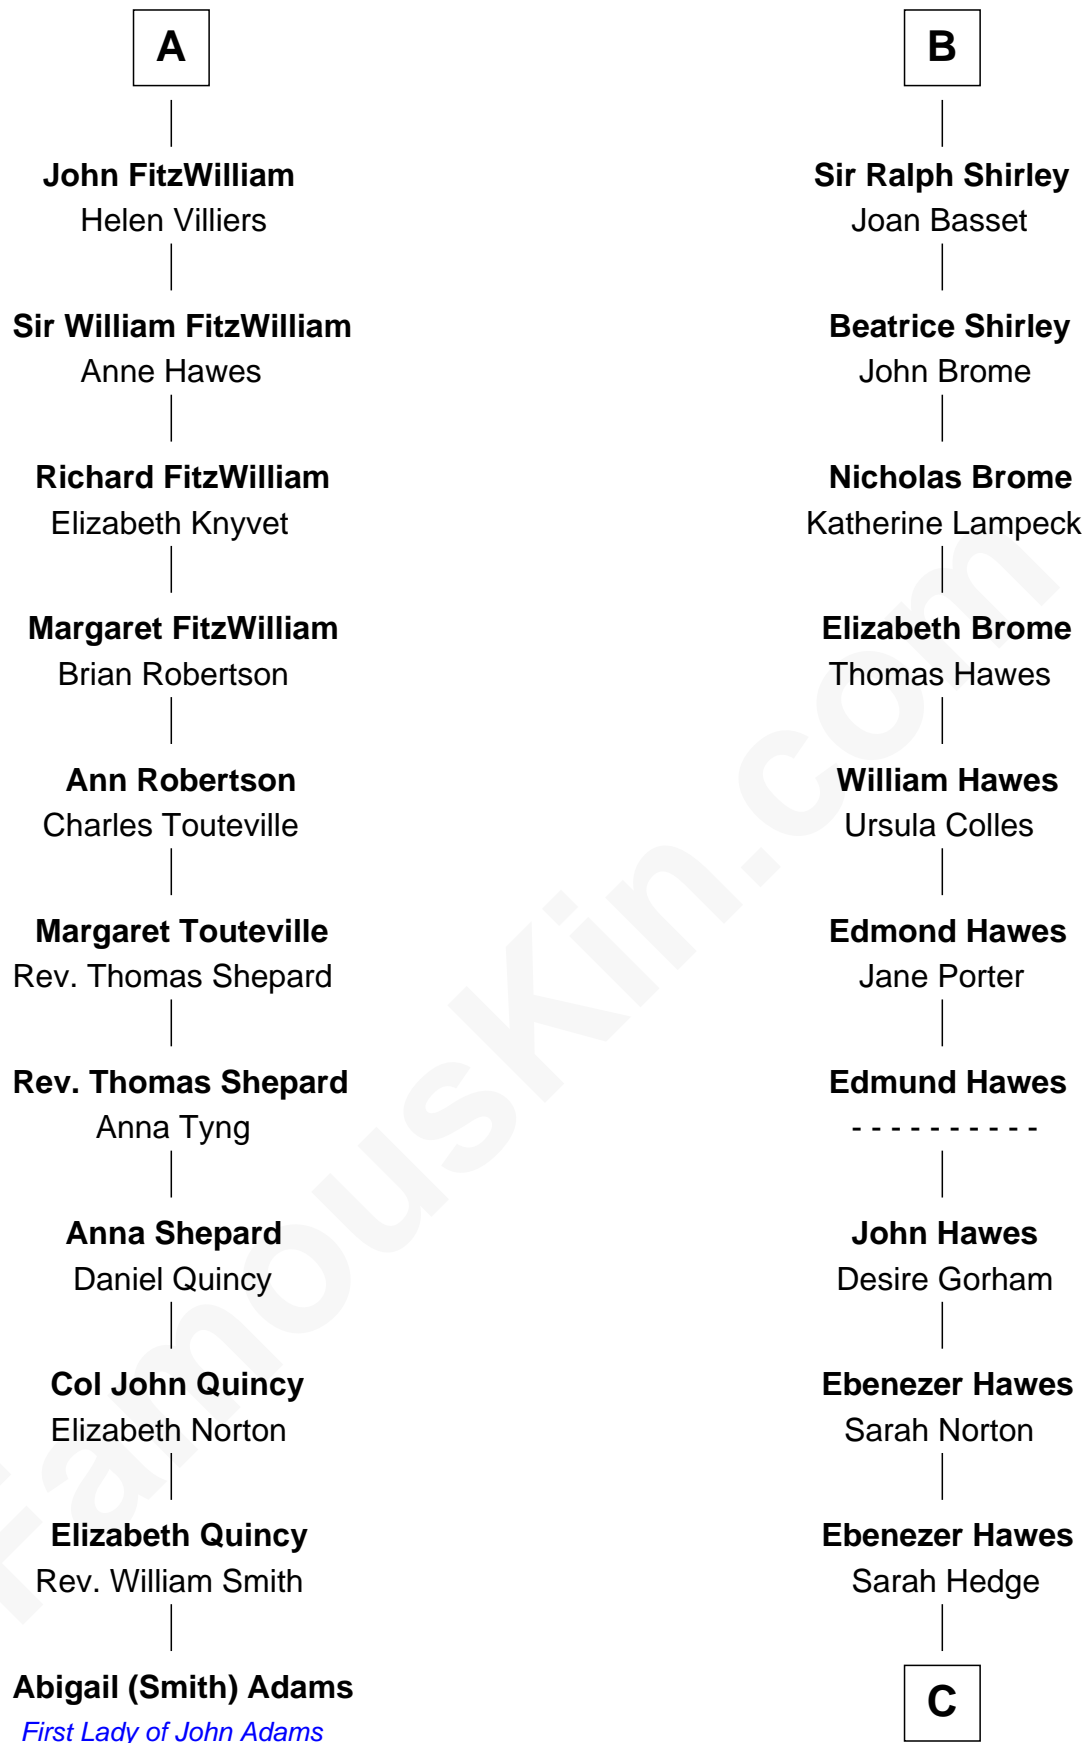 A
John FitzWilliam
Helen Villiers
Sir William FitzWilliam
Anne Hawes
Richard FitzWilliam
Elizabeth Knyvet
Margaret FitzWilliam
Brian Robertson
Ann Robertson
Charles Touteville
Margaret Touteville
Rev. Thomas Shepard
Rev. Thomas Shepard
Anna Tyng
Anna Shepard
Daniel Quincy
Col John Quincy
Elizabeth Norton
Elizabeth Quincy
Rev. William Smith
Abigail (Smith) Adams
First Lady of John Adams
B
Sir Ralph Shirley
Joan Basset
Beatrice Shirley
John Brome
Nicholas Brome
Katherine Lampeck
Elizabeth Brome
Thomas Hawes
William Hawes
Ursula Colles
Edmond Hawes
Jane Porter
Edmund Hawes
- - - - - - - - - -
John Hawes
Desire Gorham
Ebenezer Hawes
Sarah Norton
Ebenezer Hawes
Sarah Hedge
C
FamousKin.com